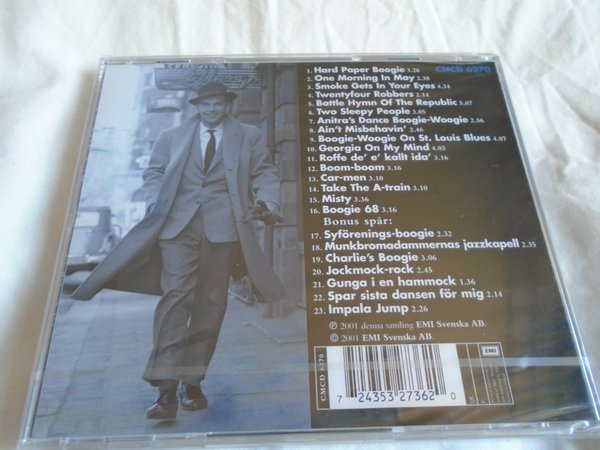 CMCD 6270
1. Hard Paper Boogie 3.26
2. One Morning In May 2.38
3. Smoke Gets In Your Eyes 4.34
4. Twentyfour Robbers 2.14
5. Battle Hymn Of The Republic 5.07
6. Two Sleepy People 3.05
7. Anitra's Dance Boogie-Woogie 2.56
8. Ain't Misbehavin' 2.46
9. Boogie-Woogie On St. Louis Blues 4.07
10. Georgia On My Mind 4.03
11. Roffe de' e' kallt ida' 3.16
12. Boom-boom 3.16
13. Car-men 3.10
14. Take The A-train 3.10
15. Misty 3.36
16. Boogie 68 3.16
Bonus spår:
17. Syförenings-boogie 2.32
18. Munkbromadammernas jazzkapell 2.35
19. Charlie's Boogie 3.06
20. Jockmock-rock 2.45
21. Gunga i en hammock 1.36
22. Spar sista dansen för mig 2.14
23. Impala Jump 2.26
℗ 2001 denna samling EMI Svenska AB.
© 2001 EMI Svenska AB.
CMCD 6270
7 24353 27362 0
EMI